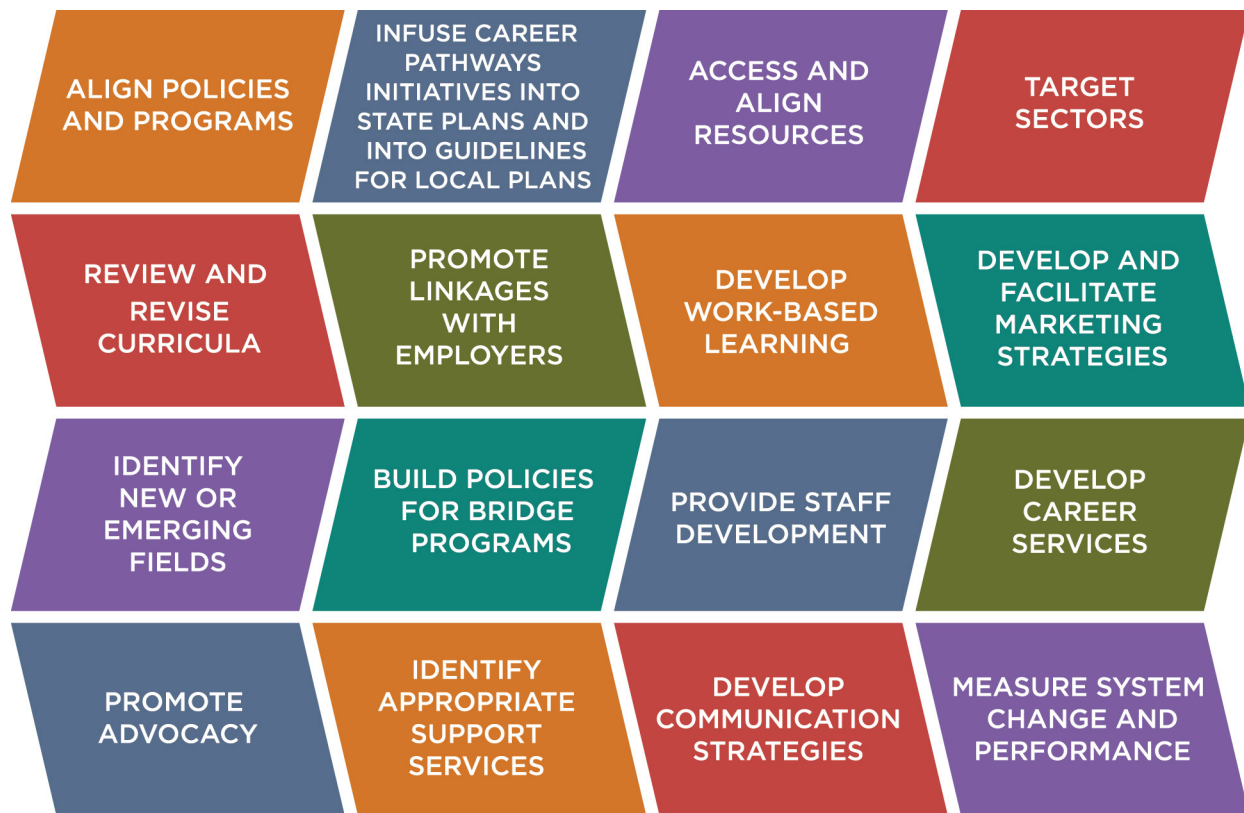 ALIGN POLICIES
AND PROGRAMS
INFUSE CAREER
PATHWAYS
INITIATIVES INTO
STATE PLANS AND
INTO GUIDELINES
FOR LOCAL PLANS
ACCESS AND
ALIGN
RESOURCES
TARGET
SECTORS
REVIEW AND
REVISE
CURRICULA
PROMOTE
LINKAGES
WITH
EMPLOYERS
DEVELOP
WORK-BASED
LEARNING
DEVELOP AND
FACILITATE
MARKETING
STRATEGIES
IDENTIFY
NEW OR
EMERGING
FIELDS
BUILD POLICIES
FOR BRIDGE
PROGRAMS
PROVIDE STAFF
DEVELOPMENT
DEVELOP
CAREER
SERVICES
PROMOTE
ADVOCACY
IDENTIFY
APPROPRIATE
SUPPORT
SERVICES
DEVELOP
COMMUNICATION
STRATEGIES
MEASURE SYSTEM
CHANGE AND
PERFORMANCE